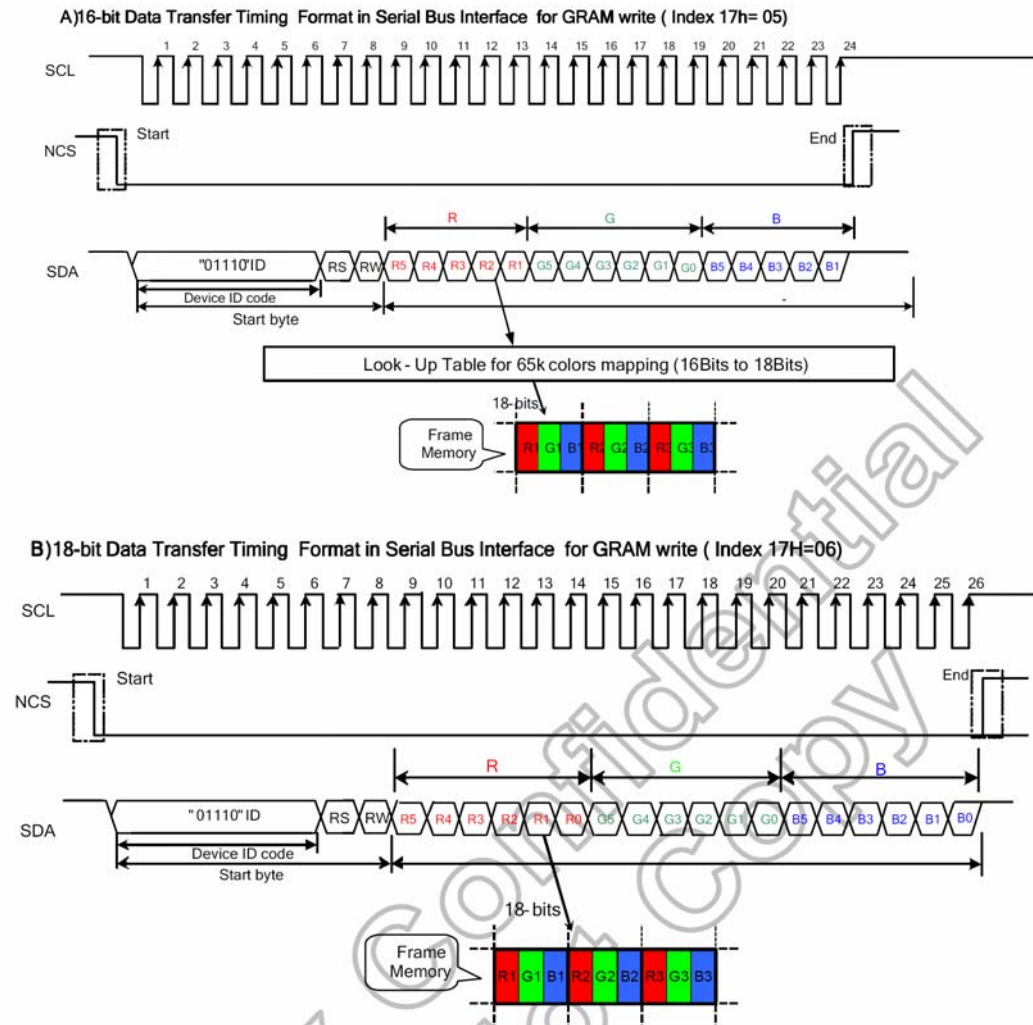 A)16-bit Data Transfer Timing Format in Serial Bus Interface for GRAM write ( Index 17h= 05)
1 2 3 4 5 6 7 8 9 10 11 12 13 14 15 16 17 18 19 20 21 22 23 24
SCL
Start
End
NCS
R G B
SDA
"01110"ID RS RW R5 R4 R3 R2 R1 G5 G4 G3 G2 G1 G0 B5 B4 B3 B2 B1
Device ID code
-
Start byte
Look - Up Table for 65k colors mapping (16Bits to 18Bits)
18-bits
Frame
Memory
R1 G1 B1 R2 G2 B2 R3 G3 B3
B)18-bit Data Transfer Timing Format in Serial Bus Interface for GRAM write ( Index 17H=06)
1 2 3 4 5 6 7 8 9 10 11 12 13 14 15 16 17 18 19 20 21 22 23 24 25 26
SCL
Start
End
NCS
R G B
SDA
"01110" ID RS RW R5 R4 R3 R2 R1 R0 G5 G4 G3 G2 G1 G0 B5 B4 B3 B2 B1 B0
Device ID code
Start byte
18-bits
Frame
Memory
R1 G1 B1 R2 G2 B2 R3 G3 B3
Confidential
Copy